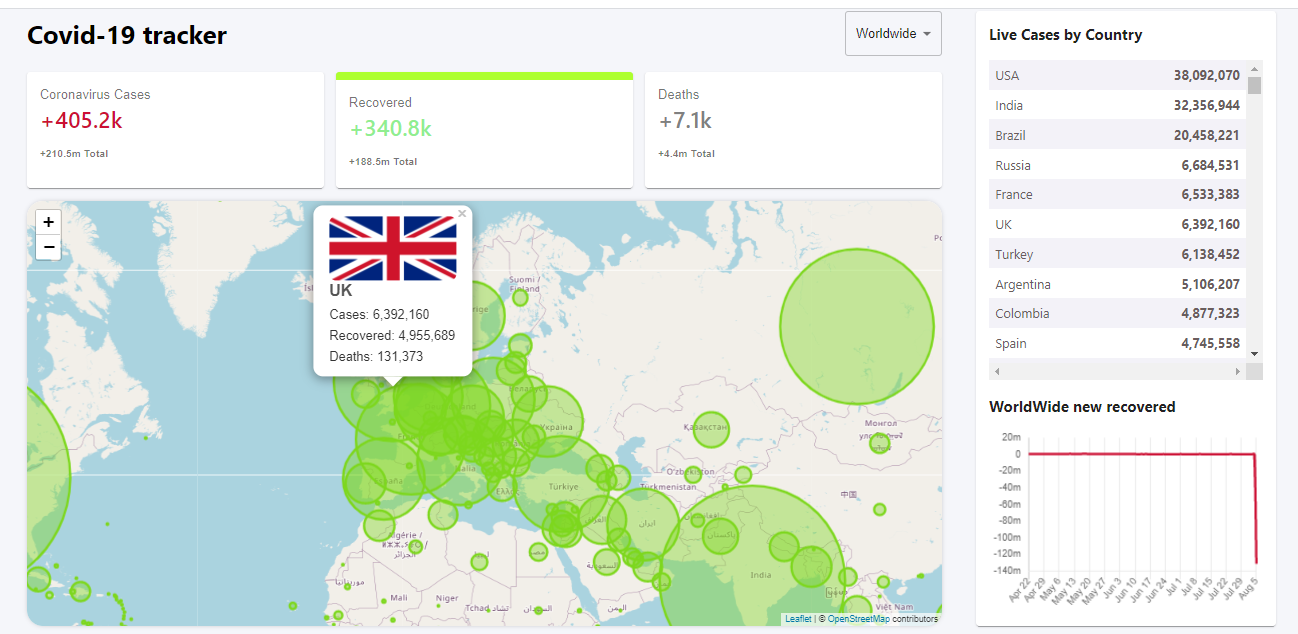 Covid-19 tracker
Worldwide
Coronavirus Cases
+405.2k
+210.5m Total
Recovered
+340.8k
+188.5m Total
Deaths
+7.1k
+4.4m Total
+
−
×
UK
Cases: 6,392,160
Recovered: 4,955,689
Deaths: 131,373
Suomi /
Finland
Україна
Қазақстан
Монгол
O'zbekiston
Türkmenistan
Türkiye
Italia
España
中国
ایران
India
Mali
Niger
Tchad تشاد
السودان
اليمن
مصر
موريتانيا
Việt Nam
Leaflet | © OpenStreetMap contributors
Live Cases by Country
USA 38,092,070
India 32,356,944
Brazil 20,458,221
Russia 6,684,531
France 6,533,383
UK 6,392,160
Turkey 6,138,452
Argentina 5,106,207
Colombia 4,877,323
Spain 4,745,558
WorldWide new recovered
20m
0
-20m
-40m
-60m
-80m
-100m
-120m
-140m
Apr 22
Apr 29
May 6
May 13
May 20
May 27
Jun 3
Jun 10
Jun 17
Jun 24
Jul 1
Jul 8
Jul 15
Jul 22
Jul 29
Aug 5